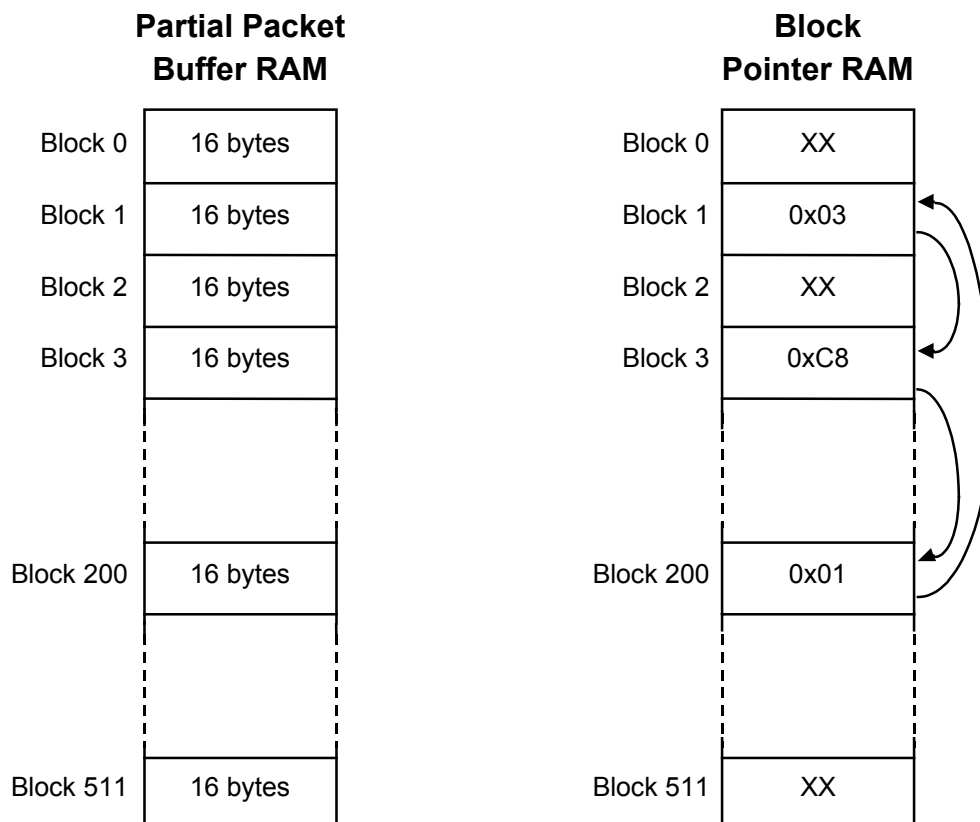 Partial Packet
Buffer RAM
Block 0 16 bytes
Block 1 16 bytes
Block 2 16 bytes
Block 3 16 bytes
Block 200 16 bytes
Block 511 16 bytes
Block
Pointer RAM
Block 0 XX
Block 1 0x03
Block 2 XX
Block 3 0xC8
Block 200 0x01
Block 511 XX